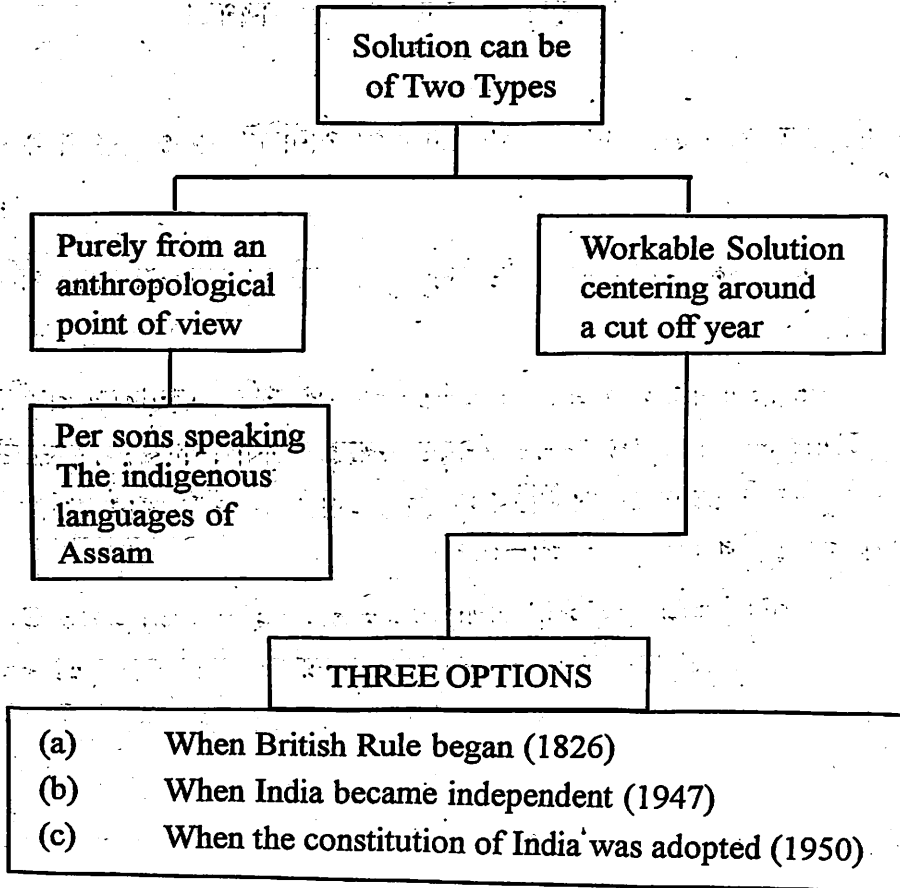 Solution can be
of Two Types
Purely from an
anthropological
point of view
Workable Solution
centering around
a cut off year
Per sons speaking
The indigenous
languages of
Assam
THREE OPTIONS
(a) When British Rule began (1826)
(b) When India became independent (1947)
(c) When the constitution of India was adopted (1950)